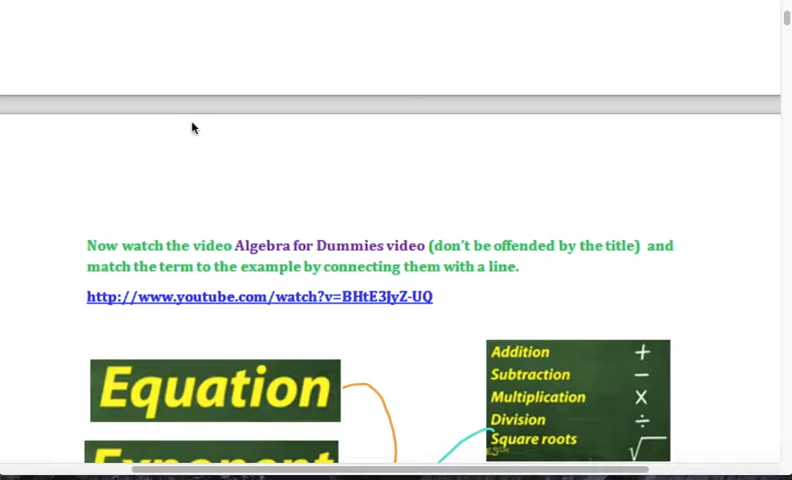 Now watch the video Algebra for Dummies video (don't be offended by the title) and
match the term to the example by connecting them with a line.
http://www.youtube.com/watch?v=BHtE3JyZ-UQ
Equation
Exponent
Addition +
Subtraction −
Multiplication x
Division ÷
Square roots √